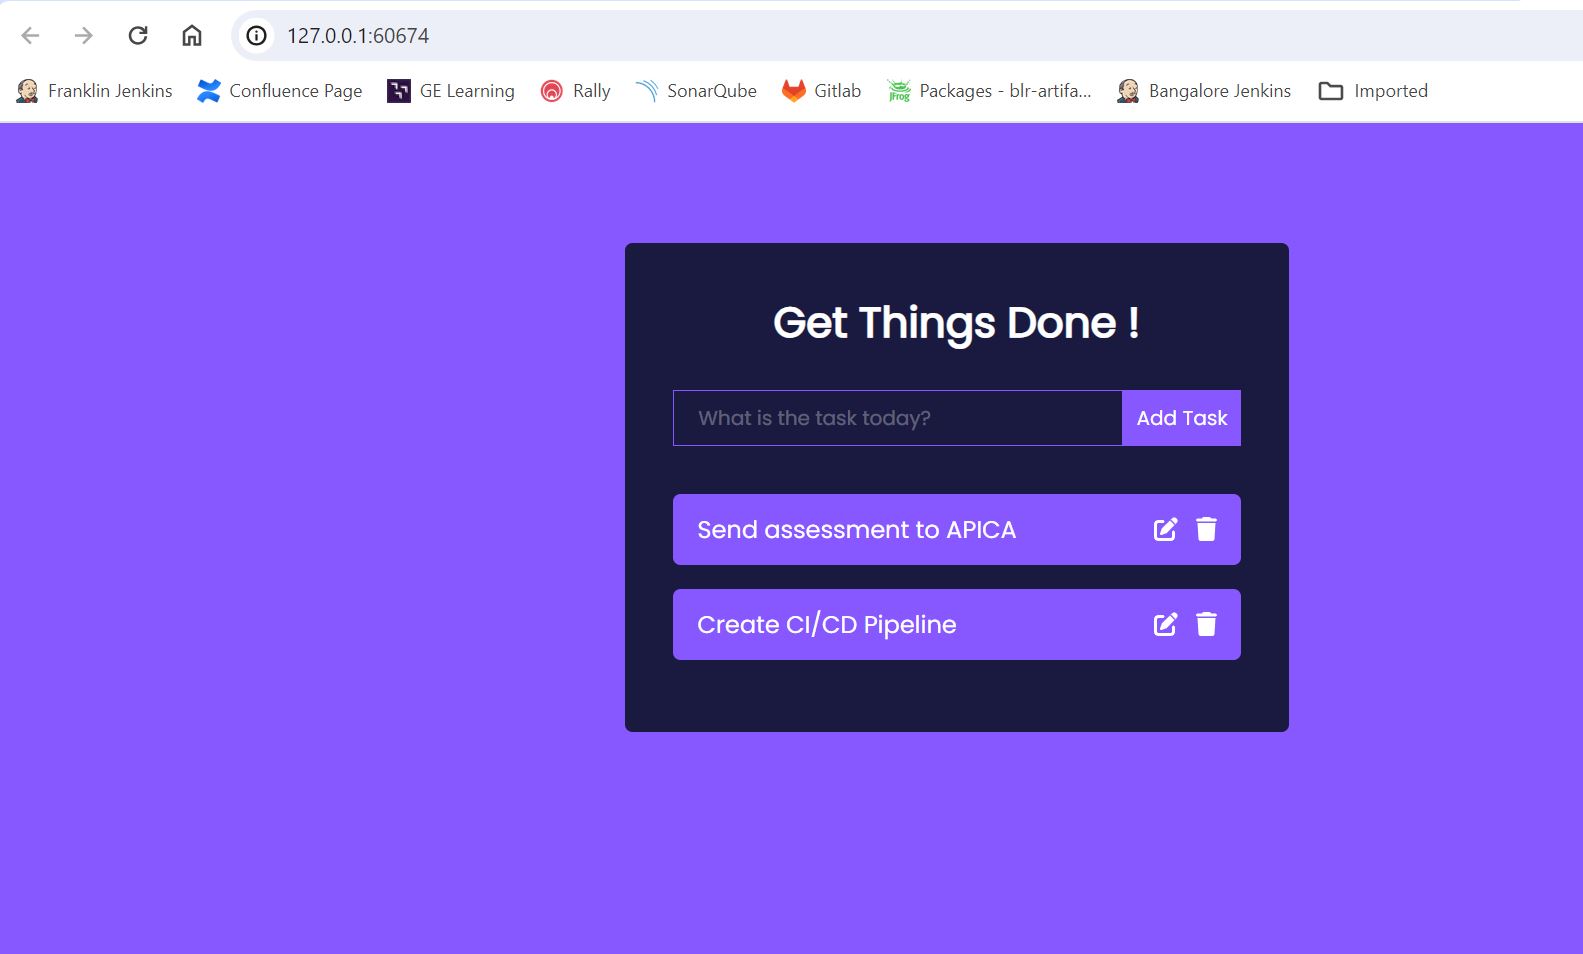 127.0.0.1:60674
Franklin Jenkins Confluence Page GE Learning Rally SonarQube Gitlab JFrog Packages - blr-artifa... Bangalore Jenkins Imported
Get Things Done !
What is the task today? Add Task
Send assessment to APICA
Create CI/CD Pipeline